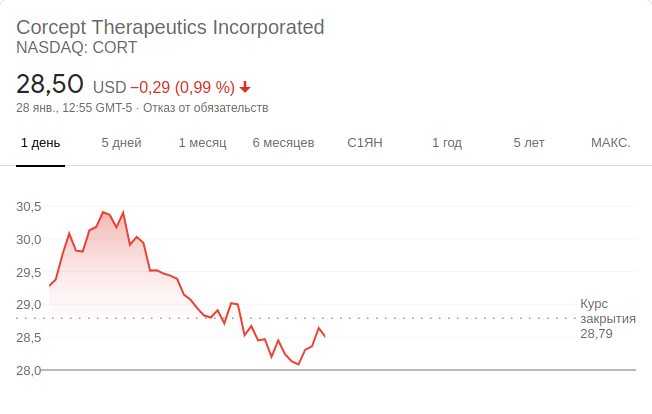 Corcept Therapeutics Incorporated
NASDAQ: CORT
28,50 USD −0,29 (0,99 %)
28 янв., 12:55 GMT-5 · Отказ от обязательств
1 день 5 дней 1 месяц 6 месяцев С1ЯН 1 год 5 лет МАКС.
30,5
30,0
29,5
29,0
28,5
28,0
Курс
закрытия
28,79